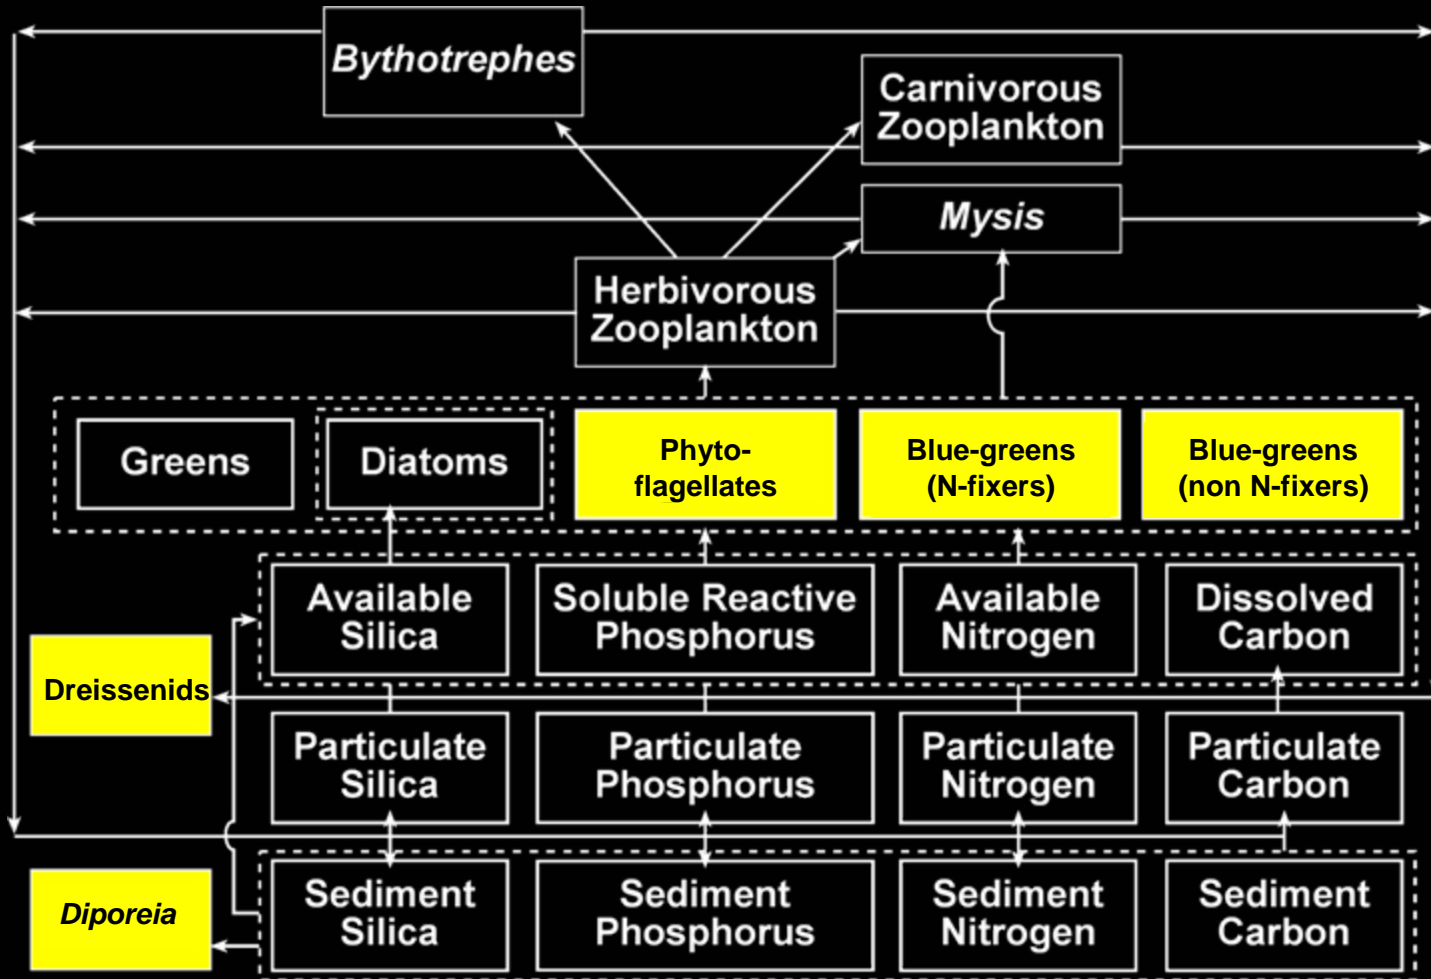 Bythotrephes
Carnivorous
Zooplankton
Mysis
Herbivorous
Zooplankton
Greens
Diatoms
Phyto-
flagellates
Blue-greens
(N-fixers)
Blue-greens
(non N-fixers)
Available
Silica
Soluble Reactive
Phosphorus
Available
Nitrogen
Dissolved
Carbon
Dreissenids
Particulate
Silica
Particulate
Phosphorus
Particulate
Nitrogen
Particulate
Carbon
Diporeia
Sediment
Silica
Sediment
Phosphorus
Sediment
Nitrogen
Sediment
Carbon